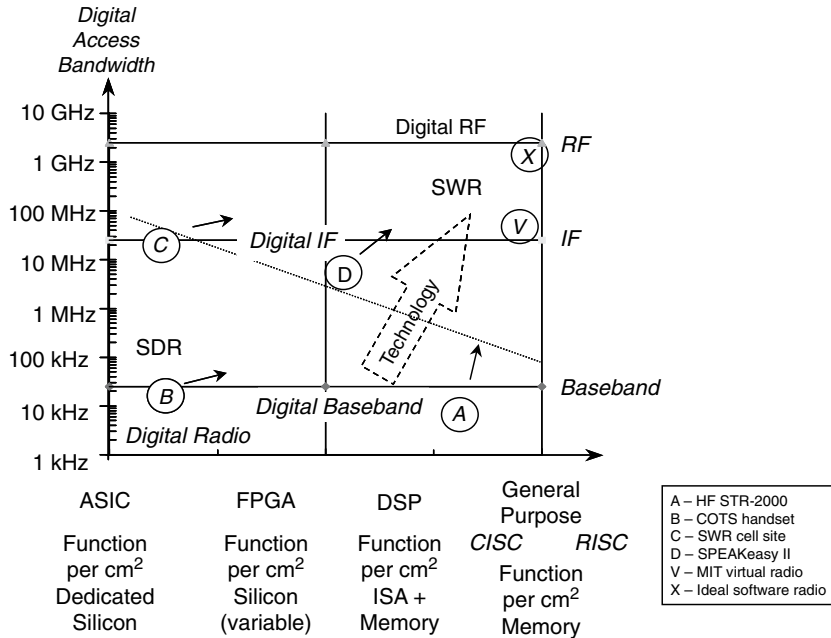 Digital
Access
Bandwidth
10 GHz
1 GHz
100 MHz
10 MHz
1 MHz
100 kHz
10 kHz
1 kHz
Digital RF
RF
X
SWR
V
C
Digital IF
IF
D
Technology
SDR
B
Digital Baseband
A
Baseband
Digital Radio
ASIC
Function
per cm2
Dedicated
Silicon
FPGA
Function
per cm2
Silicon
(variable)
DSP
Function
per cm2
ISA +
Memory
General
Purpose
CISC RISC
Function
per cm2
Memory
A – HF STR-2000
B – COTS handset
C – SWR cell site
D – SPEAKeasy II
V – MIT virtual radio
X – Ideal software radio